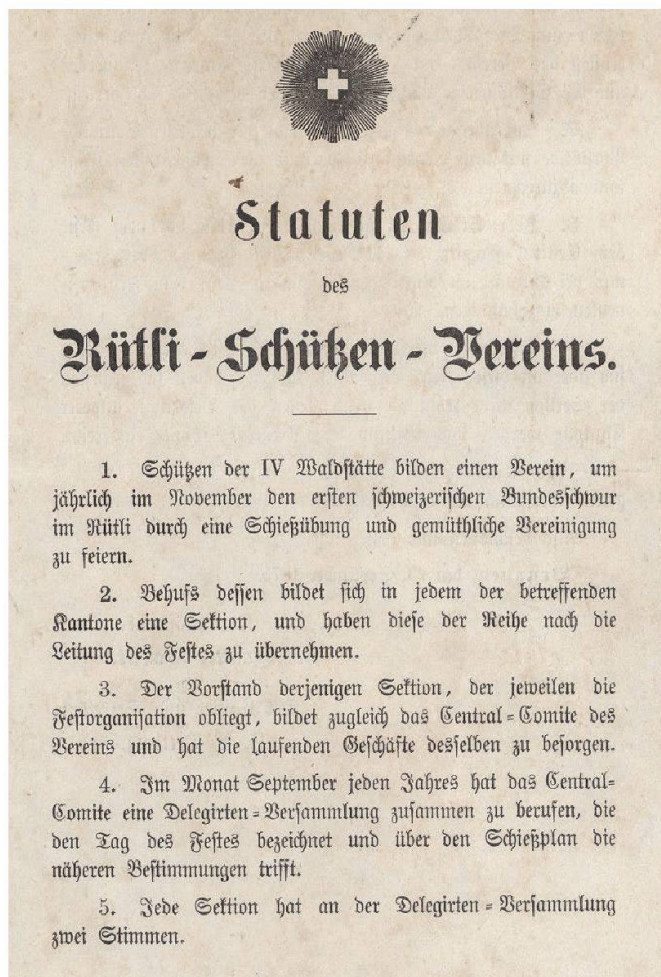 Statuten
des
Rütli-Schützen-Vereins.
1. Schützen der IV Waldstätte bilden einen Verein, um
jährlich im November den ersten schweizerischen Bundesschwur
im Rütli durch eine Schießübung und gemüthliche Vereinigung
zu feiern.
2. Behufs dessen bildet sich in jedem der betreffenden
Kantone eine Sektion, und haben diese der Reihe nach die
Leitung des Festes zu übernehmen.
3. Der Vorstand derjenigen Sektion, der jeweilen die
Festorganisation obliegt, bildet zugleich das Central-Comite des
Vereins und hat die laufenden Geschäfte desselben zu besorgen.
4. Im Monat September jeden Jahres hat das Central-
Comite eine Delegirten-Versammlung zusammen zu berufen, die
den Tag des Festes bezeichnet und über den Schießplan die
näheren Bestimmungen trifft.
5. Jede Sektion hat an der Delegirten-Versammlung
zwei Stimmen.